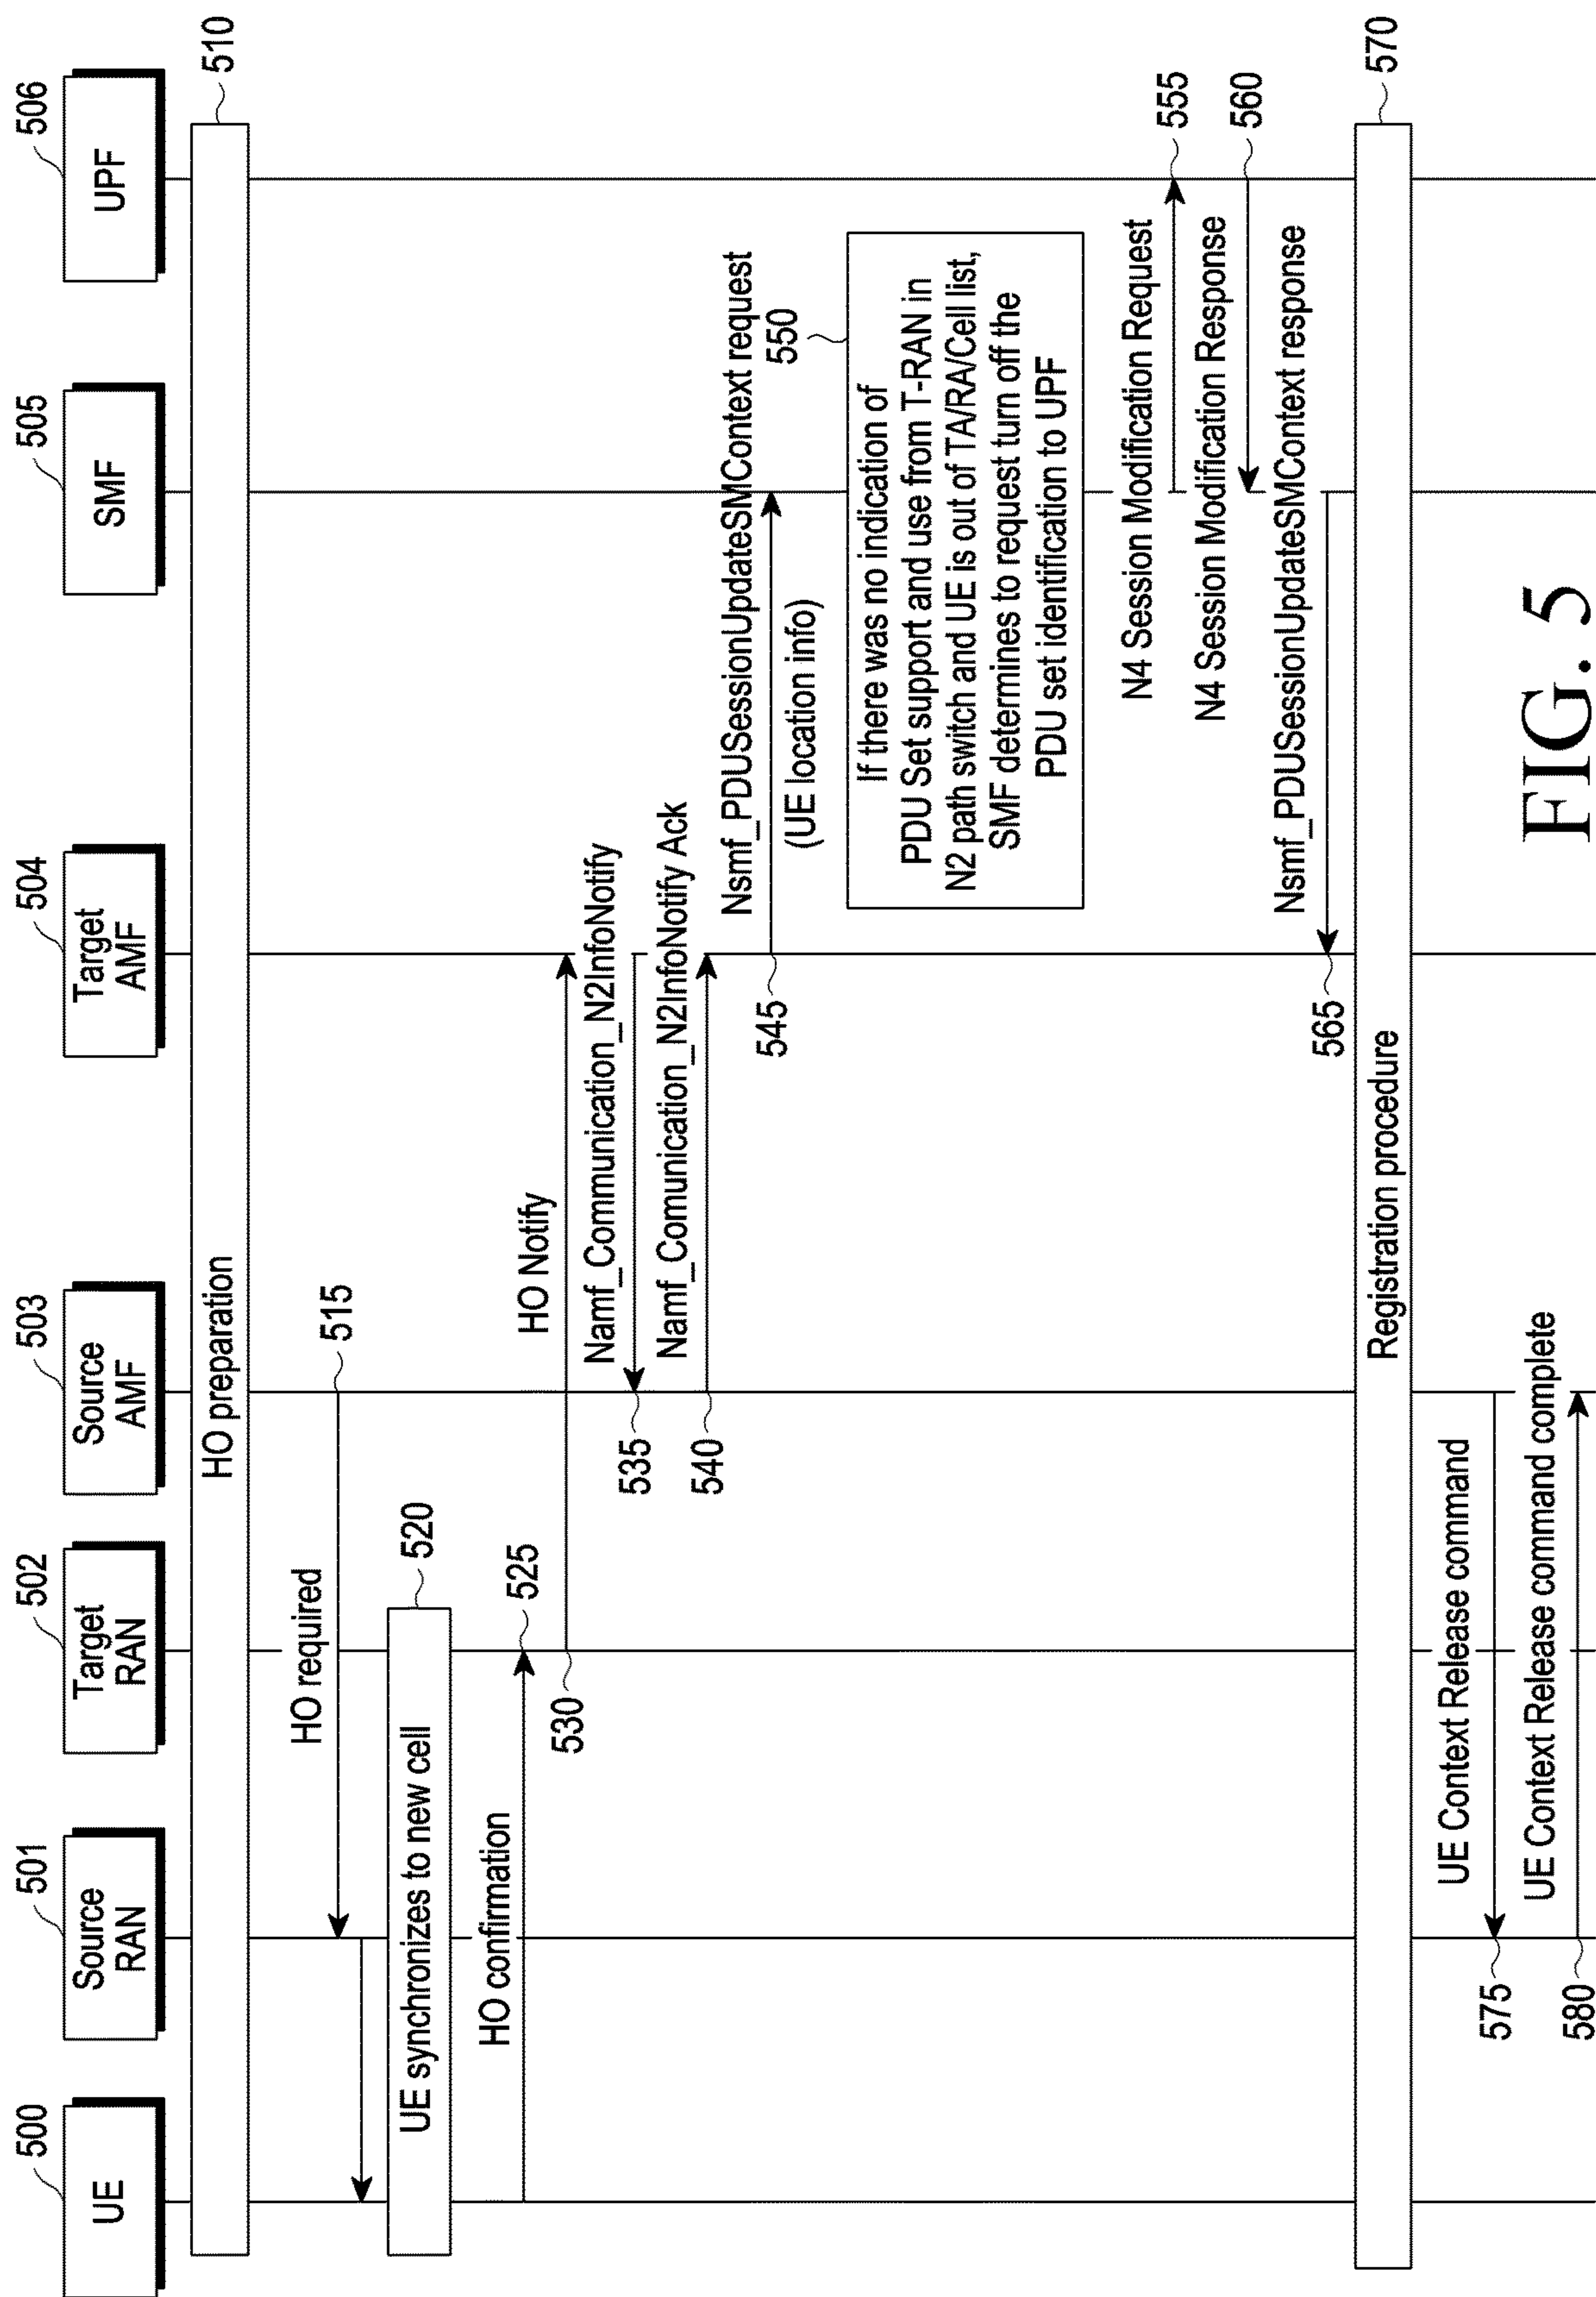 500
UE
501
Source
RAN
502
Target
RAN
503
Source
AMF
504
Target
AMF
505
SMF
506
UPF
HO preparation
510
HO required
515
UE synchronizes to new cell
520
HO confirmation
525
HO Notify
530
Namf_Communication_N2InfoNotify
535
Namf_Comunication_N2InfoNotify Ack
540
Nsmf_PDUSessionUpdateSMContext request
545
(UE location info)
550
If there was no indication of
PDU Set support and use from T-RAN in
N2 path switch and UE is out of TA/RA/Cell list,
SMF determines to request turn off the
PDU set identification to UPF
N4 Session Modification Request
555
N4 Session Modification Response
560
Nsmf_PDUSessionUpdateSMContext response
565
Registration procedure
570
UE Context Release command
575
UE Context Release command complete
580
FIG. 5